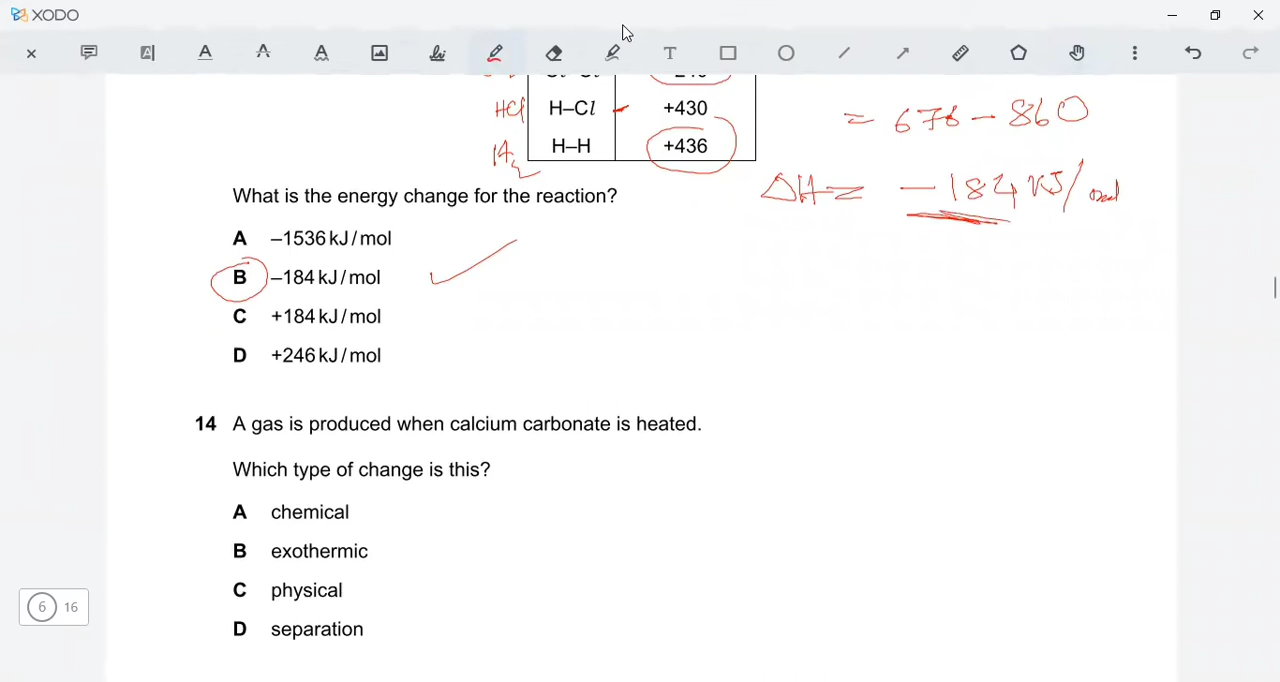 XODO
HCl H–Cl +430
= 676 – 860
H2 H–H +436
What is the energy change for the reaction?
ΔH = –184 kJ/mol
A –1536 kJ/mol
B –184 kJ/mol
C +184 kJ/mol
D +246 kJ/mol
14 A gas is produced when calcium carbonate is heated.
Which type of change is this?
A chemical
B exothermic
C physical
D separation
6 16